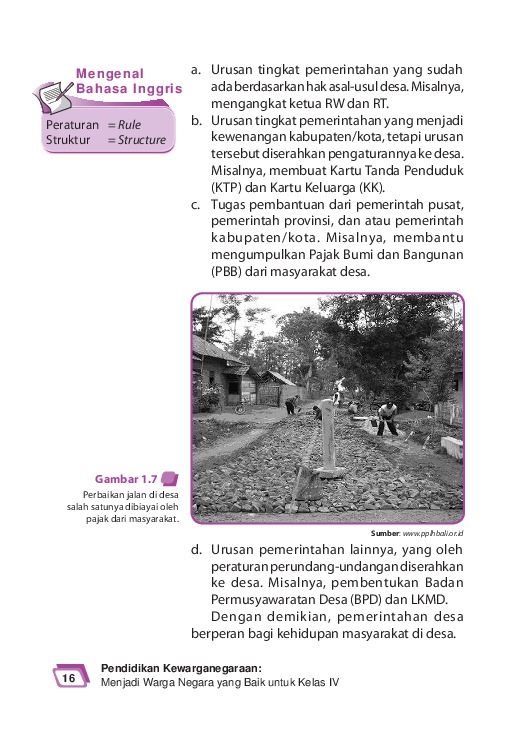 Mengenal
Bahasa Inggris
Peraturan = Rule
Struktur = Structure
a. Urusan tingkat pemerintahan yang sudah
ada berdasarkan hak asal-usul desa. Misalnya,
mengangkat ketua RW dan RT.
b. Urusan tingkat pemerintahan yang menjadi
kewenangan kabupaten/kota, tetapi urusan
tersebut diserahkan pengaturannya ke desa.
Misalnya, membuat Kartu Tanda Penduduk
(KTP) dan Kartu Keluarga (KK).
c. Tugas pembantuan dari pemerintah pusat,
pemerintah provinsi, dan atau pemerintah
kabupaten/kota. Misalnya, membantu
mengumpulkan Pajak Bumi dan Bangunan
(PBB) dari masyarakat desa.
Gambar 1.7
Perbaikan jalan di desa
salah satunya dibiayai oleh
pajak dari masyarakat.
Sumber: www.pplhbali.or.id
d. Urusan pemerintahan lainnya, yang oleh
peraturan perundang-undangan diserahkan
ke desa. Misalnya, pembentukan Badan
Permusyawaratan Desa (BPD) dan LKMD.
Dengan demikian, pemerintahan desa
berperan bagi kehidupan masyarakat di desa.
16
Pendidikan Kewarganegaraan:
Menjadi Warga Negara yang Baik untuk Kelas IV